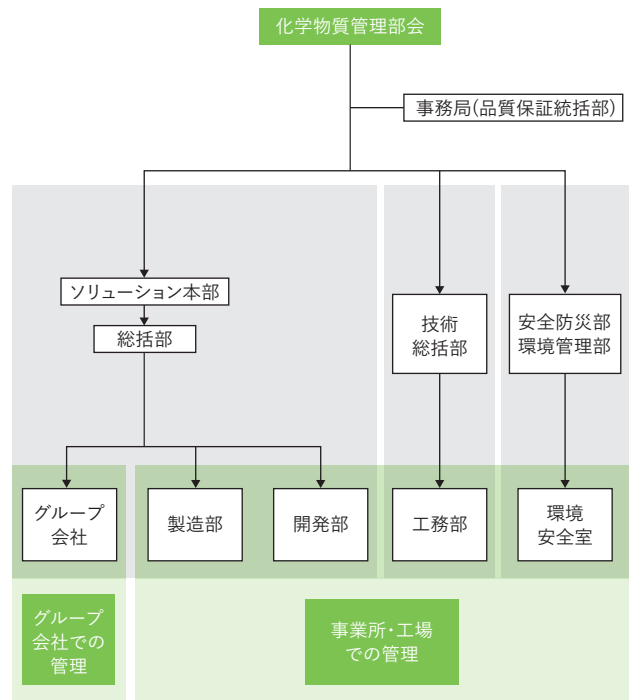 化学物質管理部会
事務局(品質保証統括部)
ソリューション本部
総括部
技術
総括部
安全防災部
環境管理部
グループ
会社
製造部
開発部
工務部
環境
安全室
グループ
会社での
管理
事業所・工場
での管理